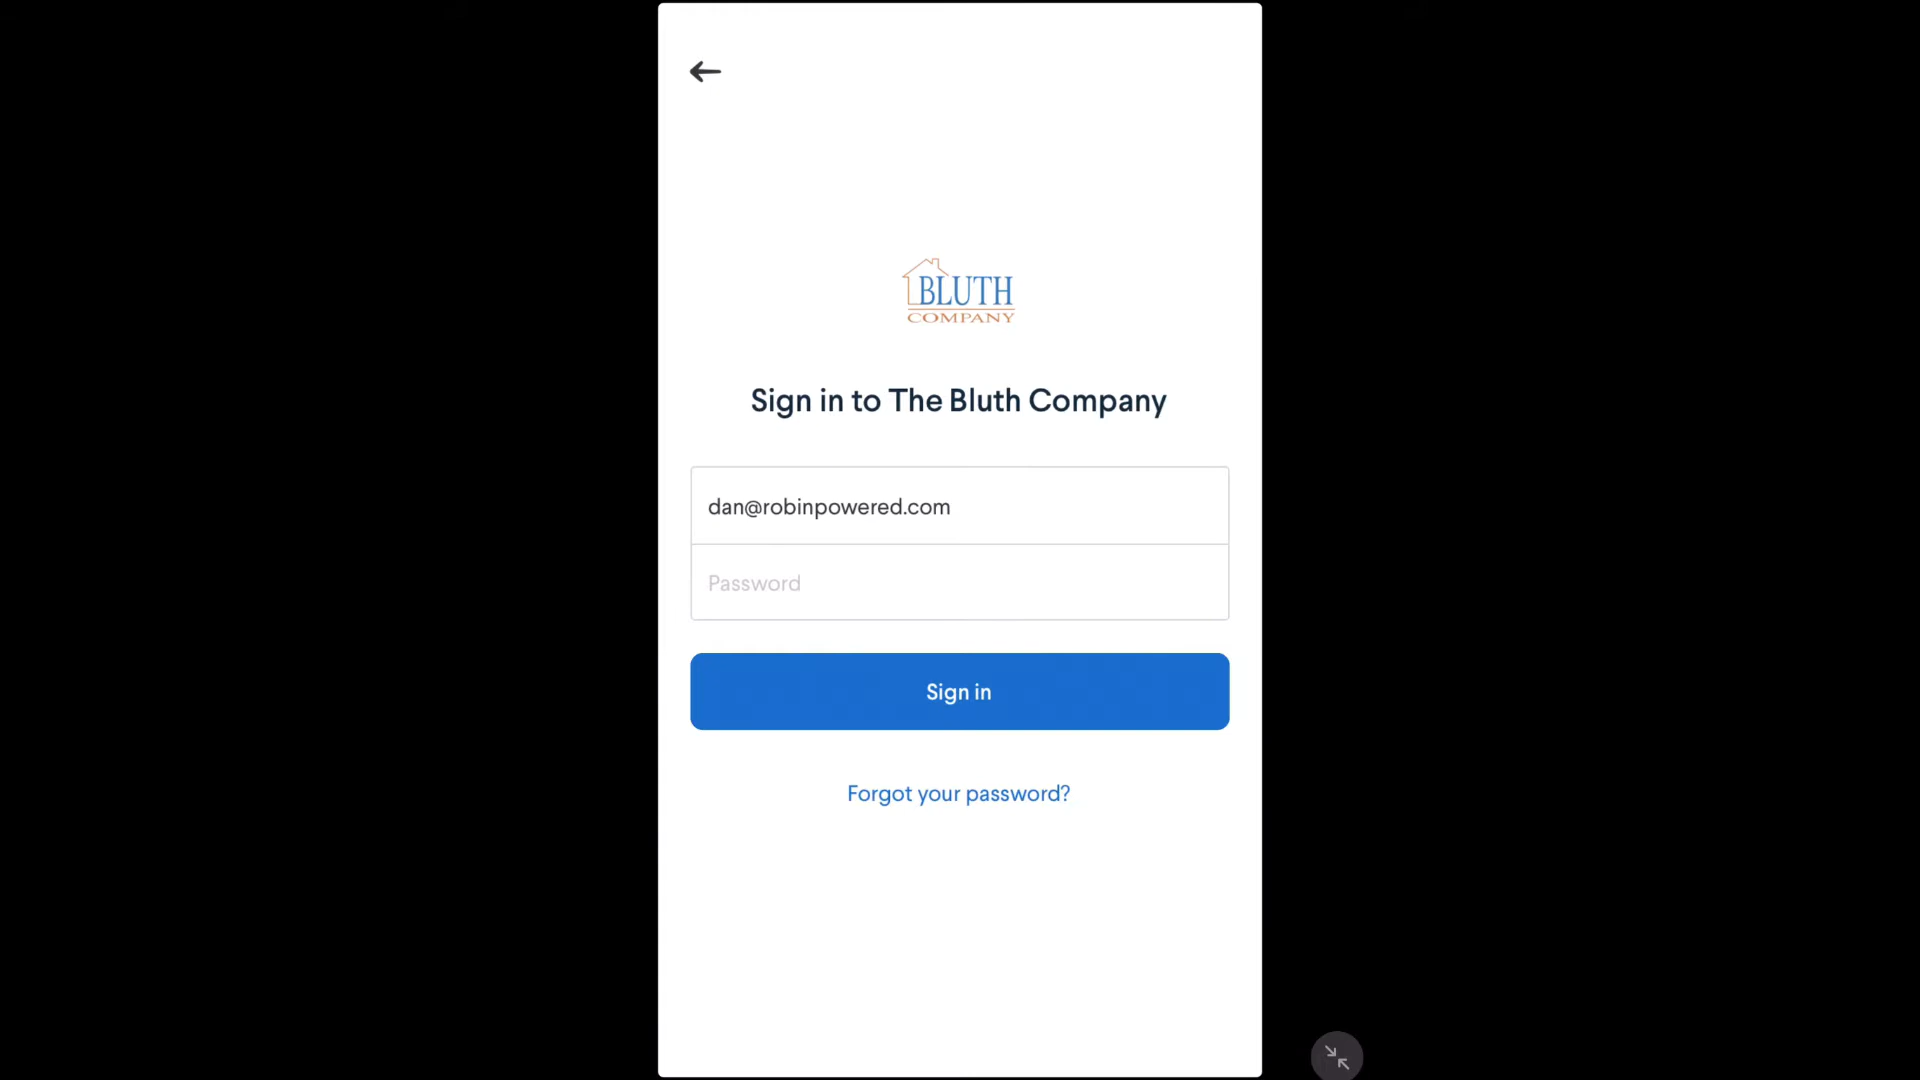 BLUTH
COMPANY
Sign in to The Bluth Company
dan@robinpowered.com
Password
Sign in
Forgot your password?